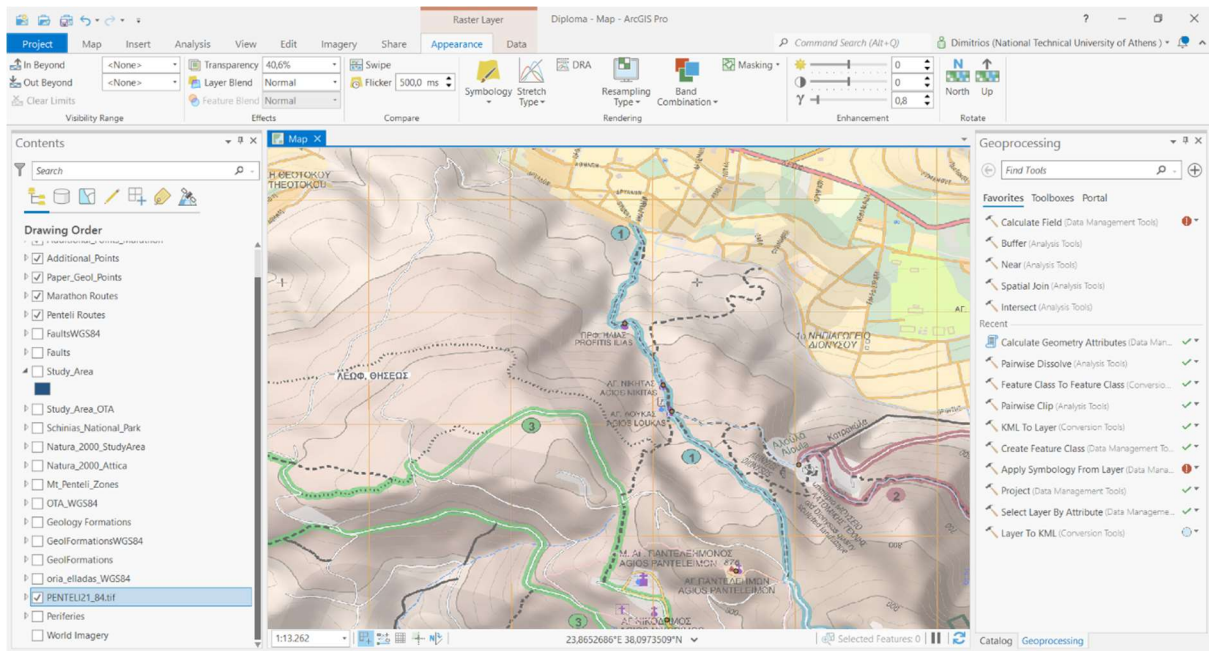 Raster Layer
Diploma - Map - ArcGIS Pro
?
Project Map Insert Analysis View Edit Imagery Share Appearance Data
Command Search (Alt+Q)
Dimitrios (National Technical University of Athens )
In Beyond <None>
Out Beyond <None>
Clear Limits
Visibility Range
Transparency 40,6%
Layer Blend Normal
Feature Blend Normal
Effects
Swipe
Flicker 500,0 ms
Compare
Symbology
Stretch
Type
DRA
Resampling
Type
Band
Combination
Masking
Rendering
0
0
0,8
Enhancement
North
Up
Rotate
Contents
Search
Drawing Order
Additional_Points_Marathon
Additional_Points
Paper_Geol_Points
Marathon Routes
Penteli Routes
FaultsWGS84
Faults
Study_Area
Study_Area_OTA
Schinias_National_Park
Natura_2000_StudyArea
Natura_2000_Attica
Mt_Penteli_Zones
OTA_WGS84
Geology Formations
GeolFormationsWGS84
GeolFormations
oria_elladas_WGS84
PENTELI21_84.tif
Periferies
World Imagery
Map
THEOTOKOU
1
PROFITIS ILIAS
1ο ΝΗΠΙΑΓΩΓΕΙΟ
ΔΙΟΝΥΣΟΥ
ΛΕΩΦ. ΘΗΣΕΩΣ
ΑΓ. ΝΙΚΗΤΑΣ
AGIOS NIKITAS
ΑΓ. ΛΟΥΚΑΣ
AGIOS LOUKAS
3
1
Αλούλα
Aloula
2
Μ. ΑΓ. ΠΑΝΤΕΛΕΗΜΟΝΟΣ
AGIOS PANTELEIMON
ΑΓ.ΠΑΝΤΕΛΕΗΜΩΝ
AGIOS PANTELEIMON
3
ΑΓ.ΝΙΚΟΔΗΜΟΣ
1:13.262
23,8652686°E 38,0973509°N
Selected Features: 0
Geoprocessing
Find Tools
Favorites Toolboxes Portal
Calculate Field (Data Management Tools)
Buffer (Analysis Tools)
Near (Analysis Tools)
Spatial Join (Analysis Tools)
Intersect (Analysis Tools)
Recent
Calculate Geometry Attributes (Data Man...
Pairwise Dissolve (Analysis Tools)
Feature Class To Feature Class (Conversio...
Pairwise Clip (Analysis Tools)
KML To Layer (Conversion Tools)
Create Feature Class (Data Management To...
Apply Symbology From Layer (Data Mana...
Project (Data Management Tools)
Select Layer By Attribute (Data Manageme...
Layer To KML (Conversion Tools)
Catalog Geoprocessing